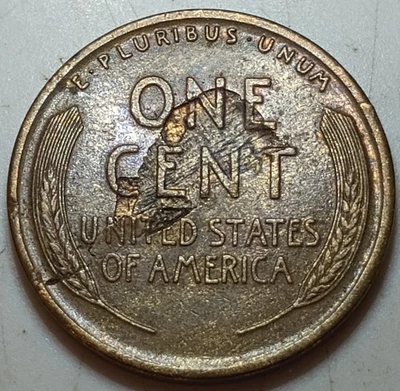 E·PLURIBUS·UNUM
ONE
CENT
UNITED STATES
OF AMERICA